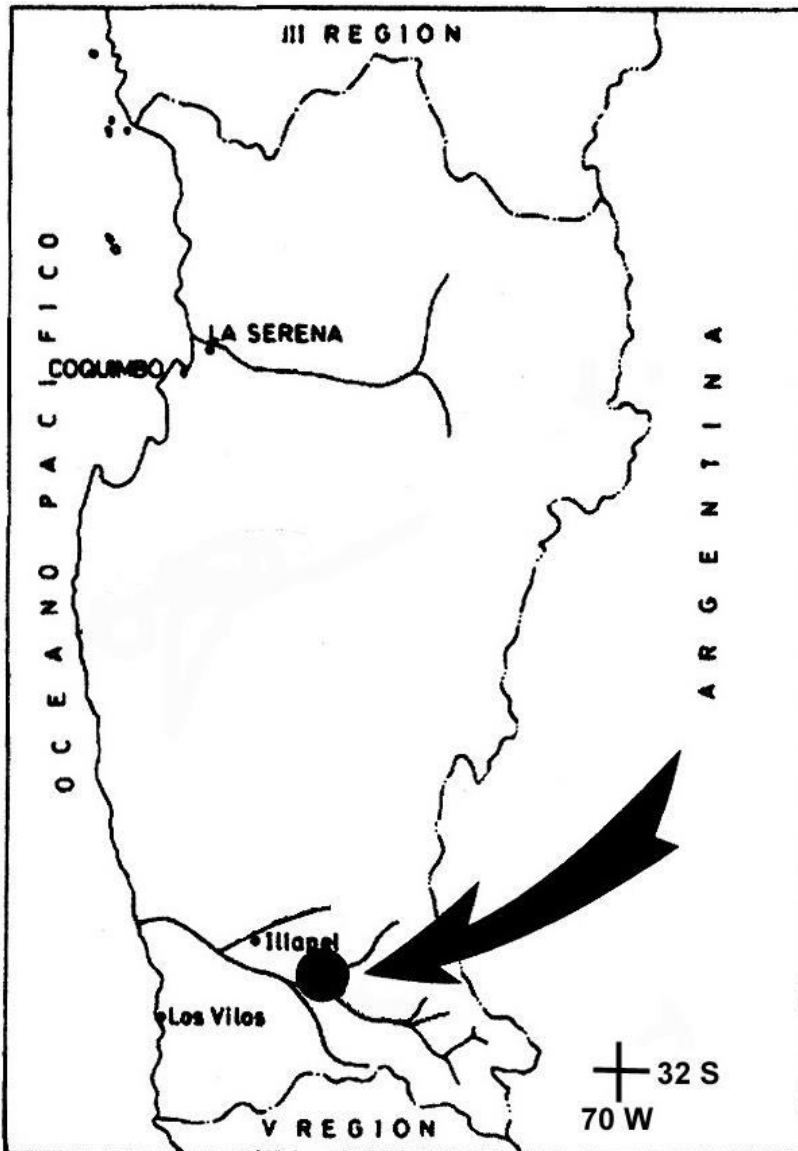 III REGION
LA SERENA
COQUIMBO
OCEANO PACIFICO
ARGENTINA
Illapel
Los Vilos
32 S
70 W
V REGION